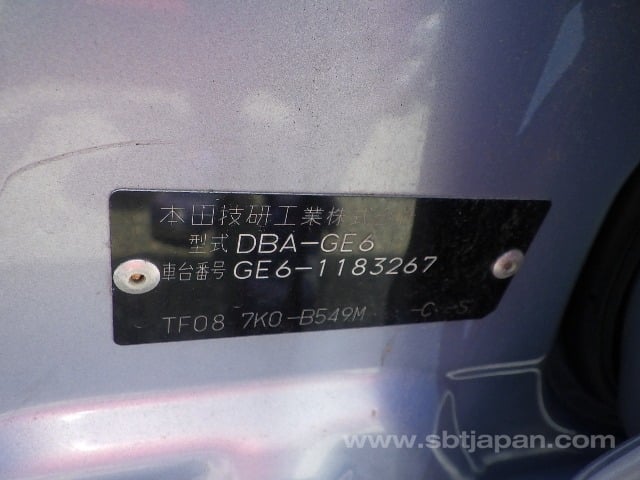 本田技研工業株式
型式 DBA-GE6
車台番号 GE6-1183267
TF08 7K0-B549M -C -S
www.sbtjapan.com